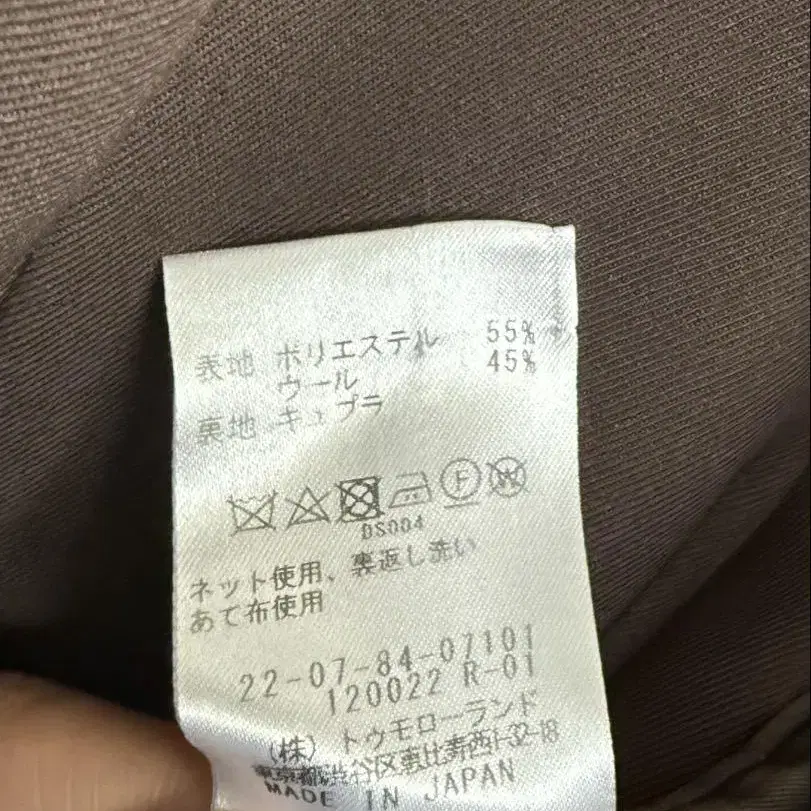 表地 ポリエステル 55%
ウール 45%
裏地 キュプラ
F W
DS004
ネット使用、裏返し洗い
あて布使用
22-07-84-07101
120022 R-01
(株) トゥモローランド
東京都渋谷区恵比寿西1-32-18
MADE IN JAPAN